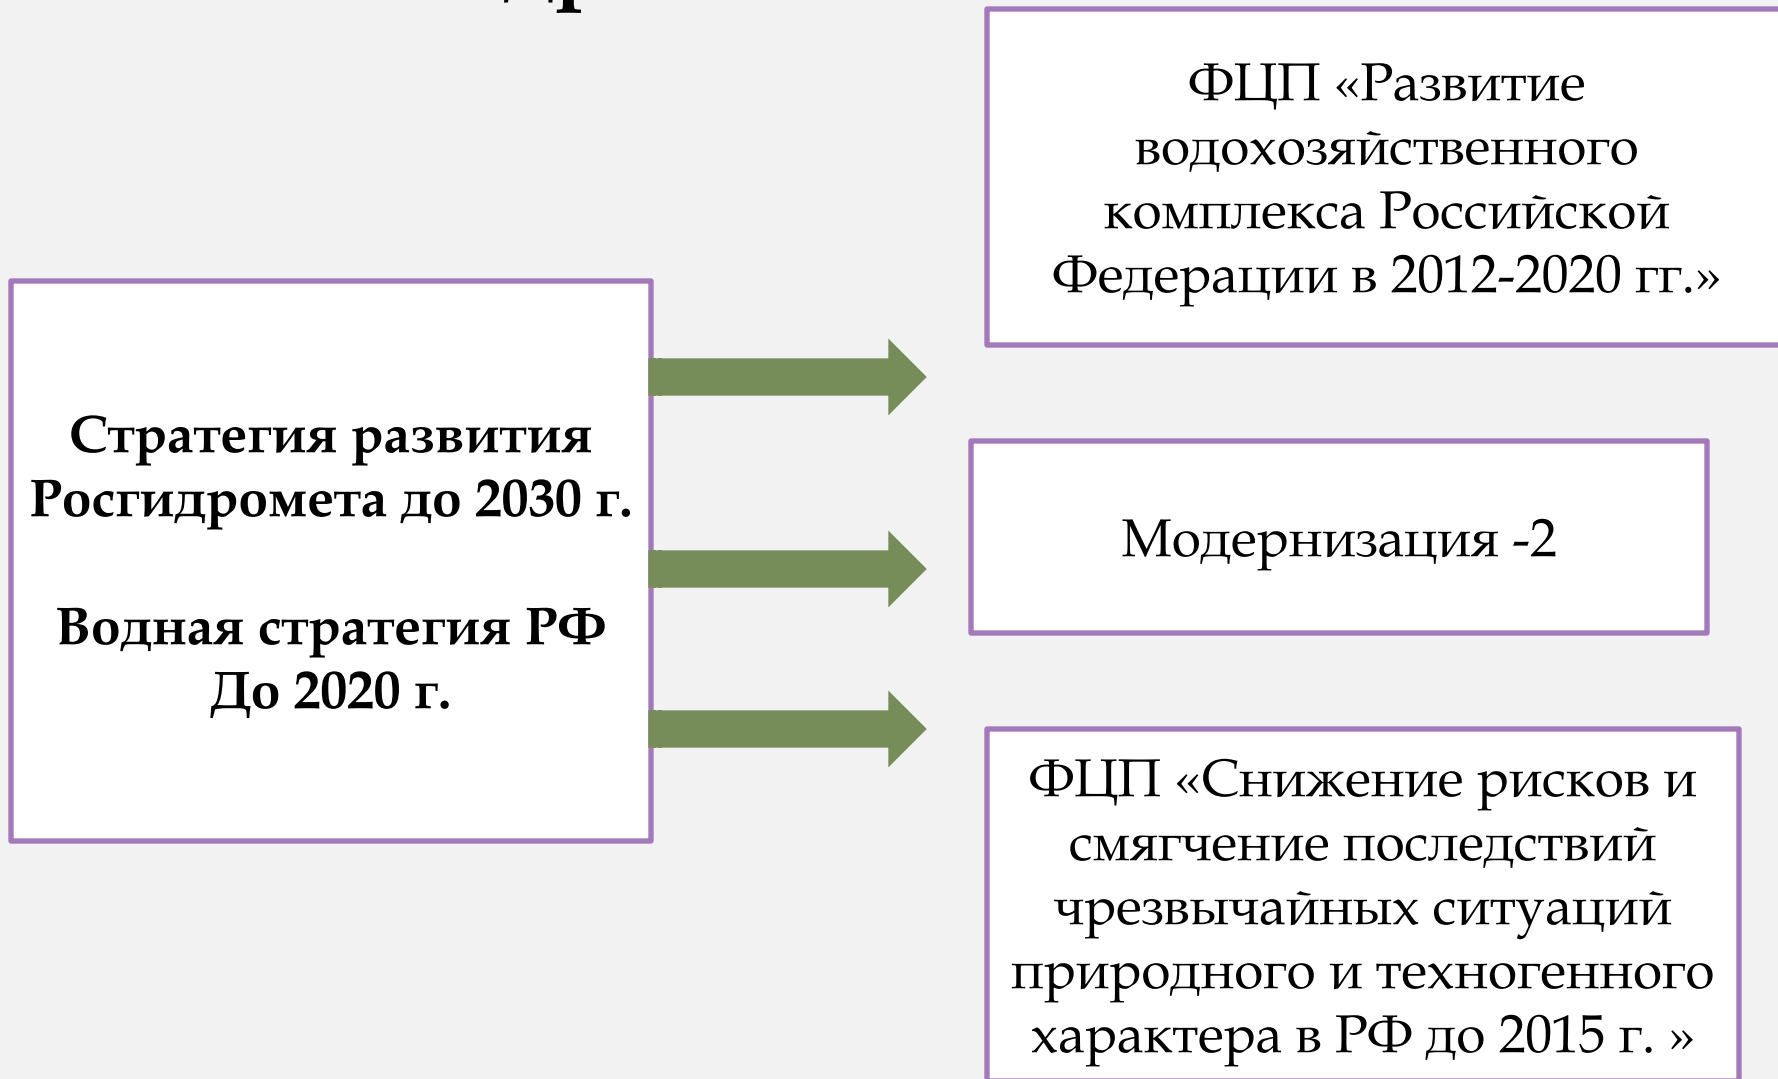 Стратегия развития
Росгидромета до 2030 г.
Водная стратегия РФ
До 2020 г.
ФЦП «Развитие
водохозяйственного
комплекса Российской
Федерации в 2012-2020 гг.»
Модернизация -2
ФЦП «Снижение рисков и
смягчение последствий
чрезвычайных ситуаций
природного и техногенного
характера в РФ до 2015 г. »